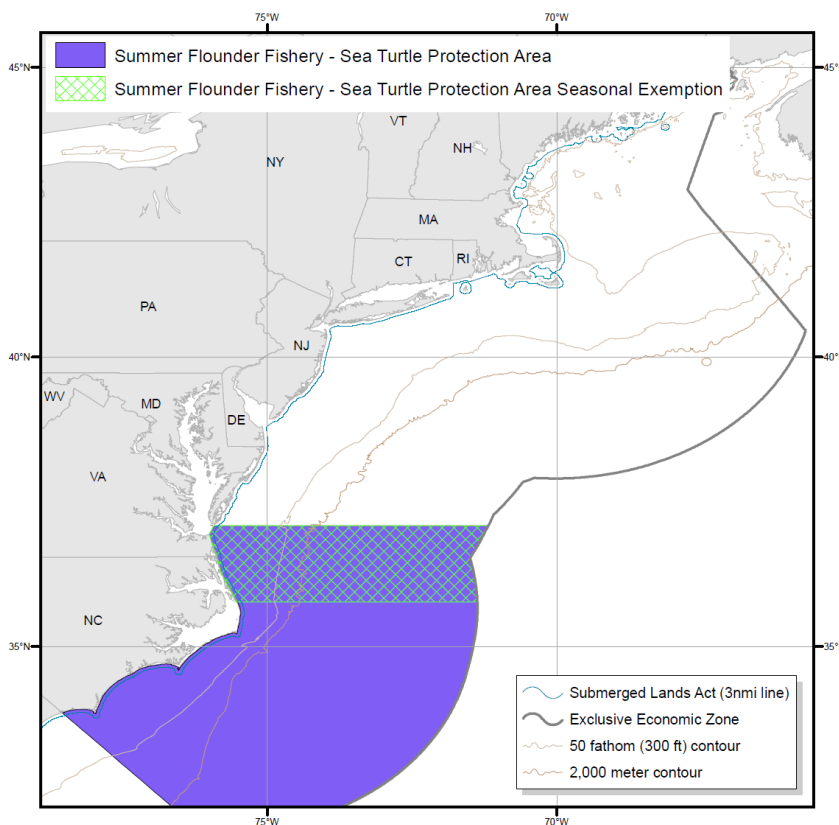 75°W 70°W
45°N 45°N
Summer Flounder Fishery - Sea Turtle Protection Area
Summer Flounder Fishery - Sea Turtle Protection Area Seasonal Exemption
VT
NH
NY
MA
CT RI
PA
NJ
40°N 40°N
WV
MD
DE
VA
NC
35°N 35°
Submerged Lands Act (3nmi line)
Exclusive Economic Zone
50 fathom (300 ft) contour
2,000 meter contour
75°W 70°W